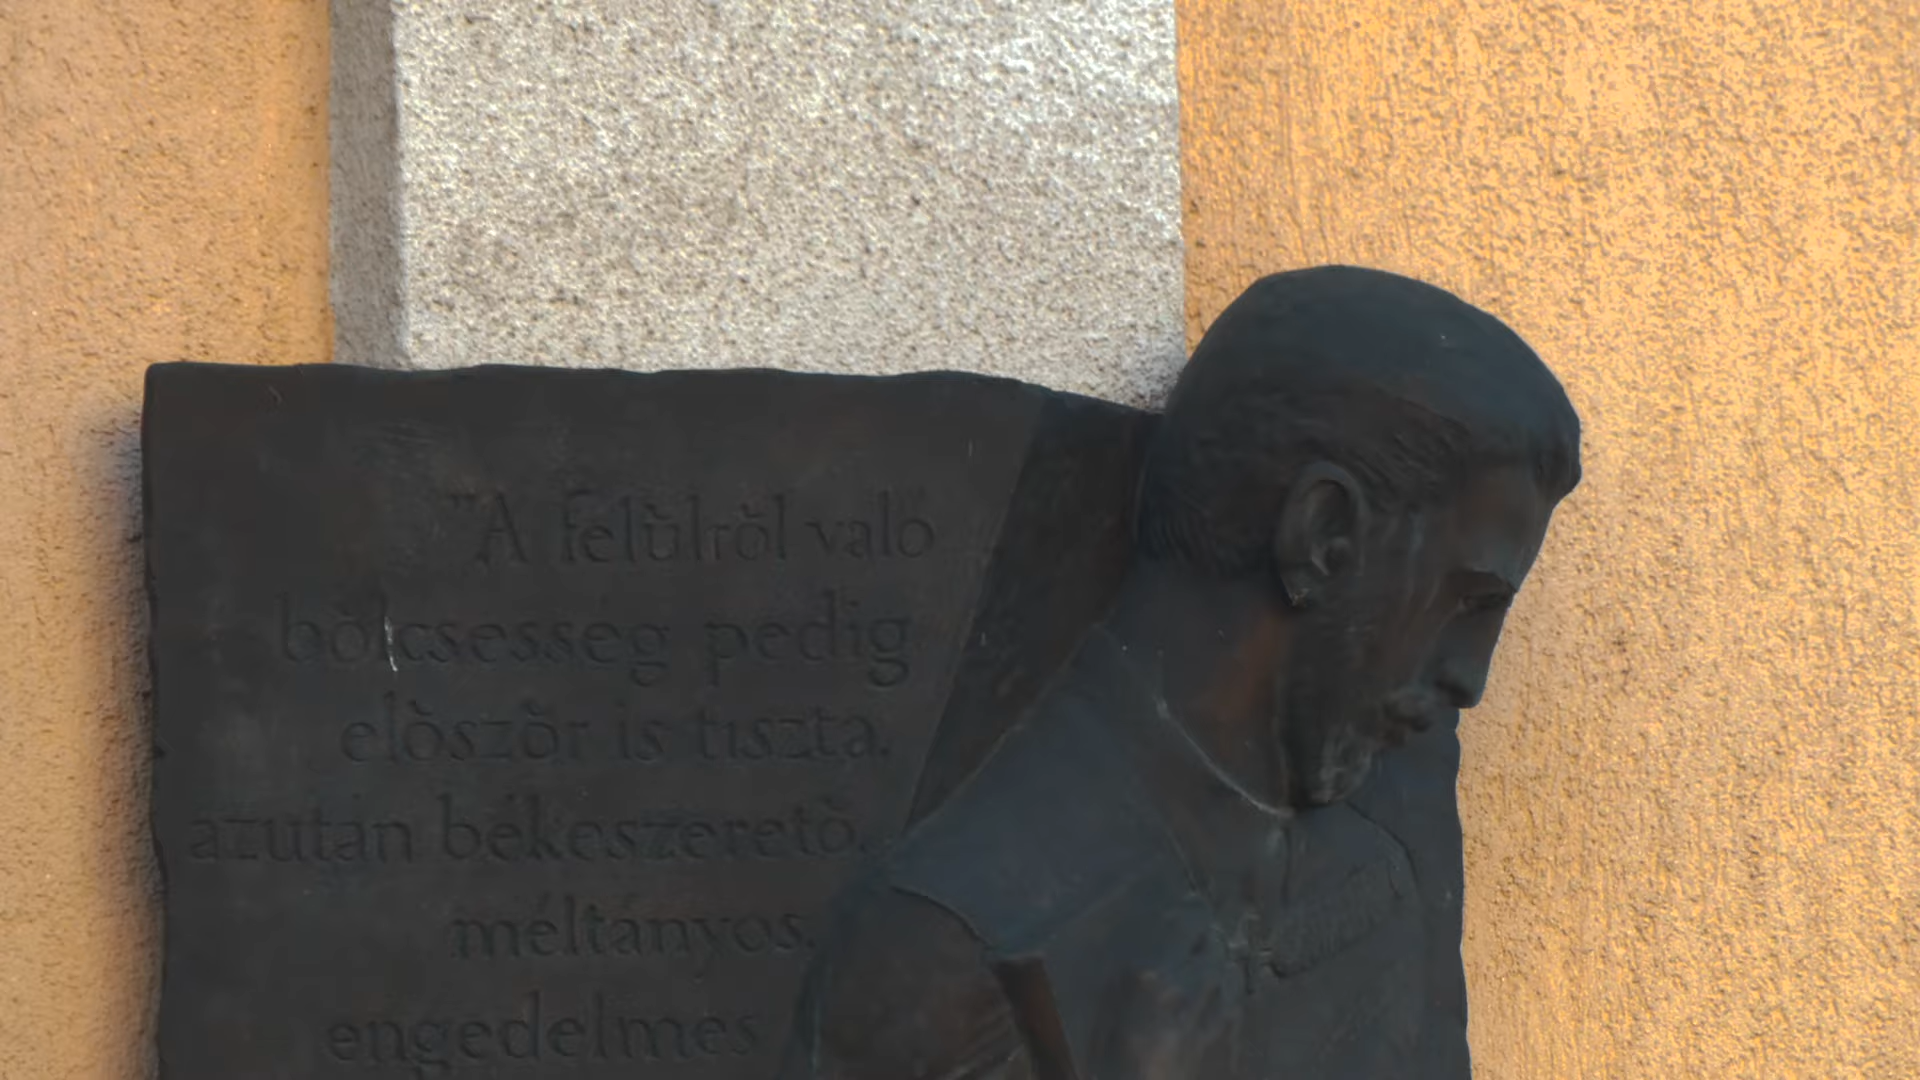 "A felülről való
bölcsesség pedig
először is tiszta,
azután békeszerető,
méltányos,
engedelmes